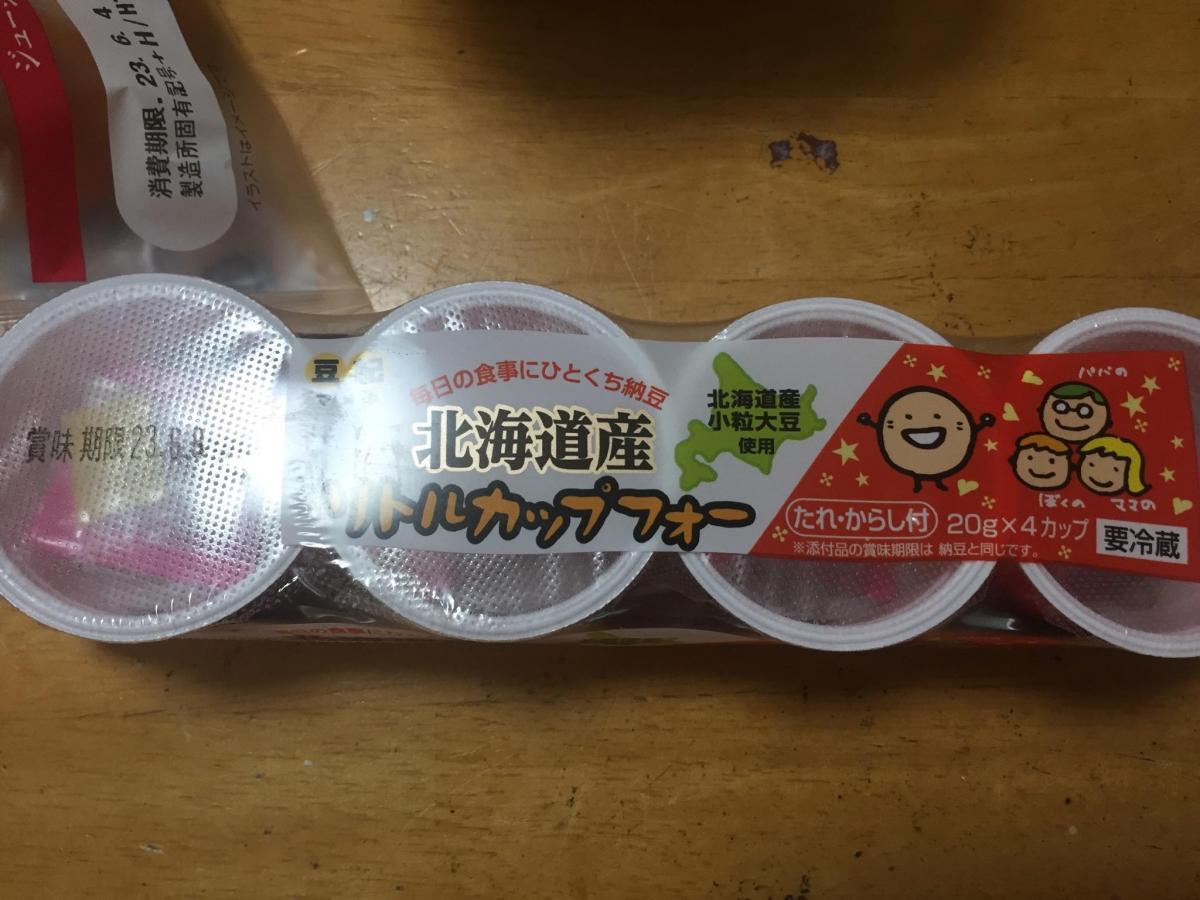 ジュー
消費期限. 23. 6. 4
製造所固有記号+H/H
イラストはイメージです
賞味期限23.6.9
豆
毎日の食事にひとくち納豆
北海道産
リトルカップフォー
北海道産
小粒大豆
使用
パパの
ぼくの
ママの
たれ・からし付
20g×4カップ
※添付品の賞味期限は 納豆と同じです。
要冷蔵